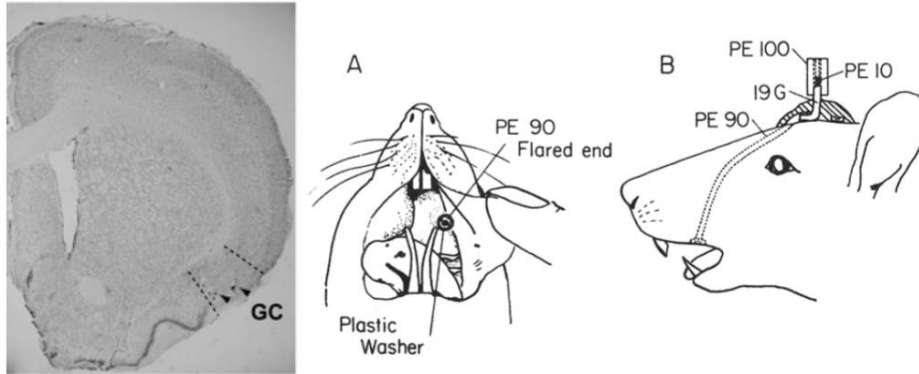 GC
A
PE 90
Flared end
Plastic
Washer
B
PE 100
PE 10
19 G
PE 90